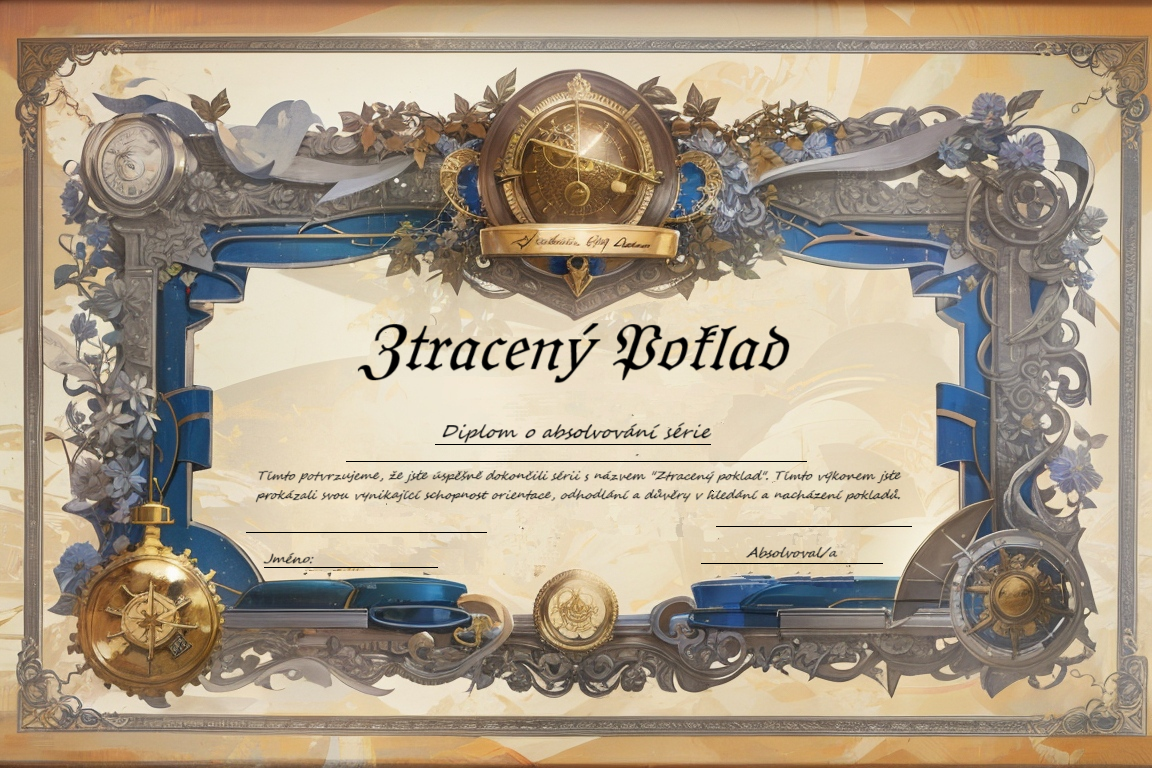 Ztracený Poklad
Diplom o absolvování série
Tímto potvrzujeme, že jste úspěšně dokončili sérii s názvem "Ztracený poklad". Tímto výkonem jste
prokázali svou vynikající schopnost orientace, odhodlání a důvěry v hledání a nacházení pokladů.
Jméno:
Absolvoval/a